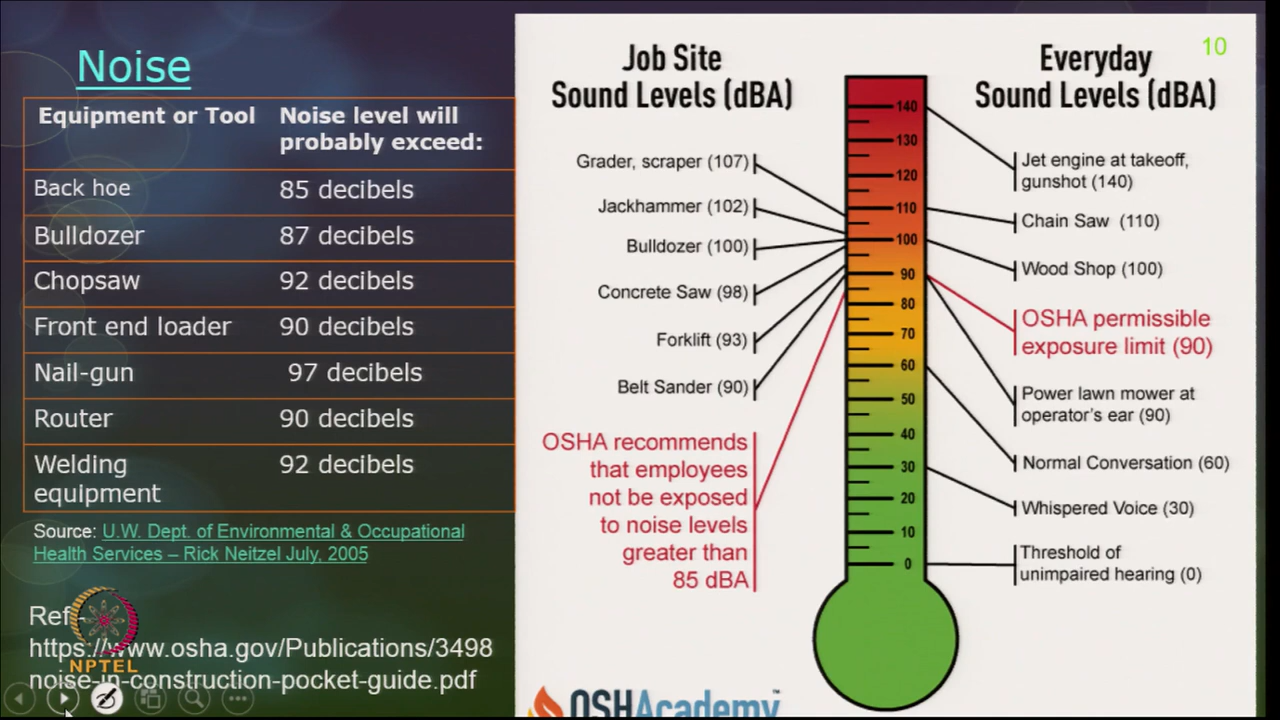 Noise
Equipment or Tool
Noise level will
probably exceed:
Back hoe
85 decibels
Bulldozer
87 decibels
Chopsaw
92 decibels
Front end loader
90 decibels
Nail-gun
97 decibels
Router
90 decibels
Welding
equipment
92 decibels
Source: U.W. Dept. of Environmental & Occupational
Health Services – Rick Neitzel July, 2005
Ref -
https://www.osha.gov/Publications/3498
noise-in-construction-pocket-guide.pdf
NPTEL
10
Job Site
Sound Levels (dBA)
Grader, scraper (107)
Jackhammer (102)
Bulldozer (100)
Concrete Saw (98)
Forklift (93)
Belt Sander (90)
OSHA recommends
that employees
not be exposed
to noise levels
greater than
85 dBA
140
130
120
110
100
90
80
70
60
50
40
30
20
10
0
Everyday
Sound Levels (dBA)
Jet engine at takeoff,
gunshot (140)
Chain Saw (110)
Wood Shop (100)
OSHA permissible
exposure limit (90)
Power lawn mower at
operator's ear (90)
Normal Conversation (60)
Whispered Voice (30)
Threshold of
unimpaired hearing (0)
OSHAcademy™